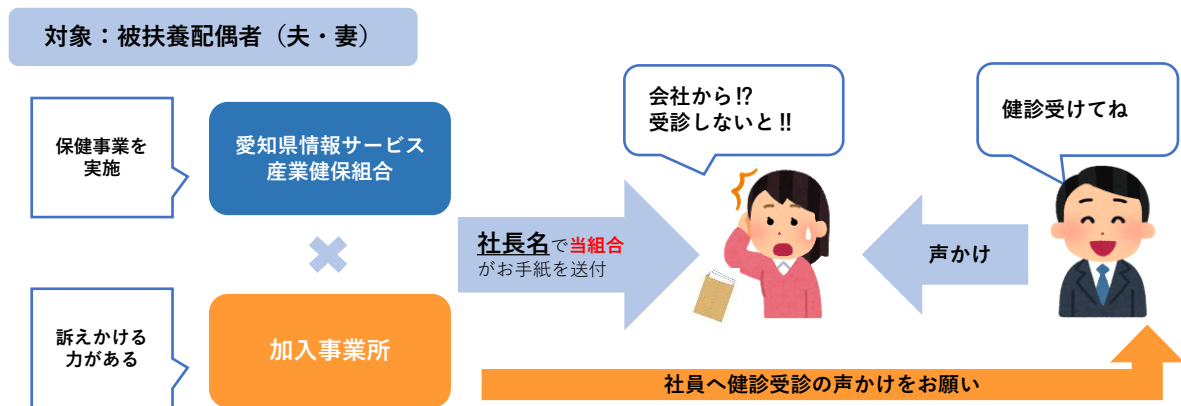 対象：被扶養配偶者（夫・妻）
保健事業を
実施
愛知県情報サービス
産業健保組合
訴えかける
力がある
加入事業所
社長名で当組合
がお手紙を送付
会社から⁉
受診しないと‼
健診受けてね
声かけ
社員へ健診受診の声かけをお願い